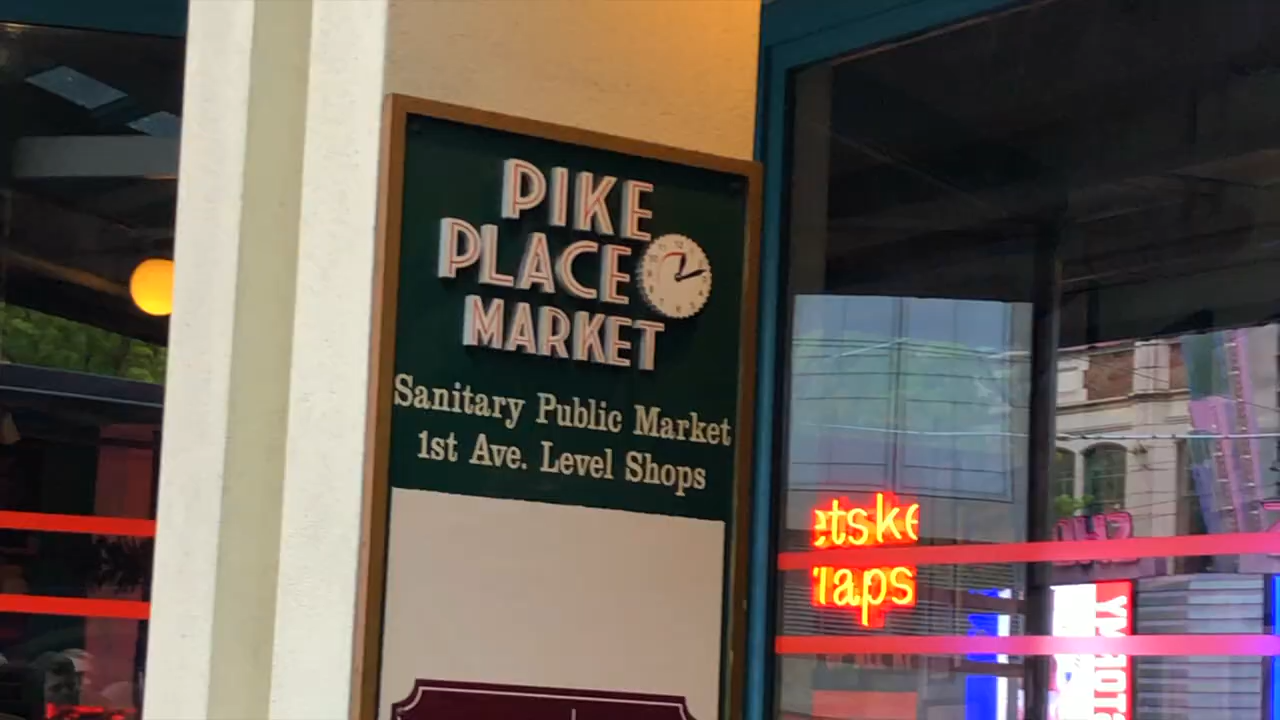 PIKE
PLACE
MARKET
Sanitary Public Market
1st Ave. Level Shops